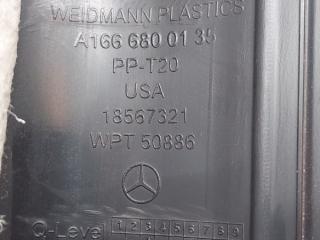 WEIDMANN PLASTICS
A166 680 01 35
PP-T20
USA
18567321
WPT 50886
Q-Level 1 2 3 4 5 6 7 8 9